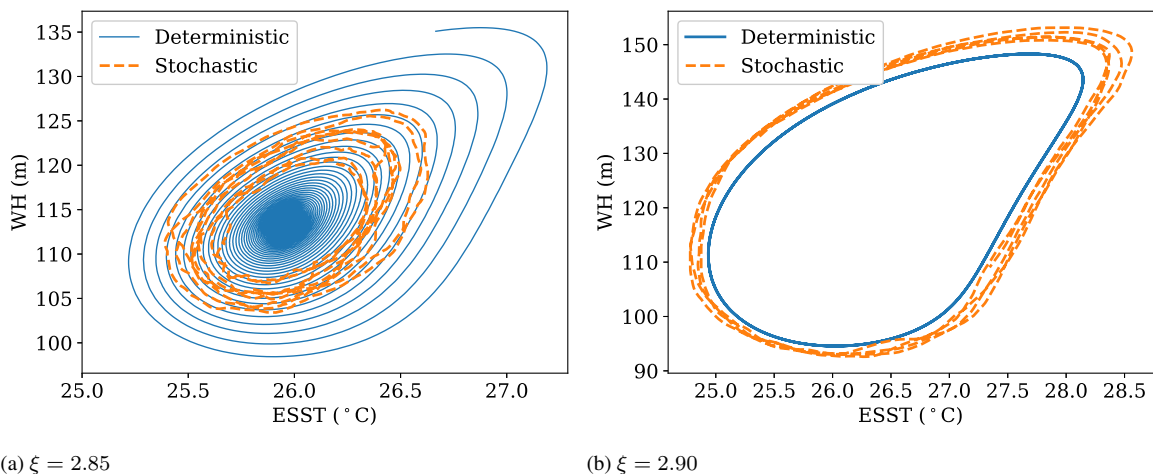 Deterministic
Stochastic
135
130
125
120
115
110
105
100
WH (m)
25.0 25.5 26.0 26.5 27.0
ESST (°C)
(a) ξ = 2.85
Deterministic
Stochastic
150
140
130
120
110
100
90
WH (m)
25.0 25.5 26.0 26.5 27.0 27.5 28.0 28.5
ESST (°C)
(b) ξ = 2.90